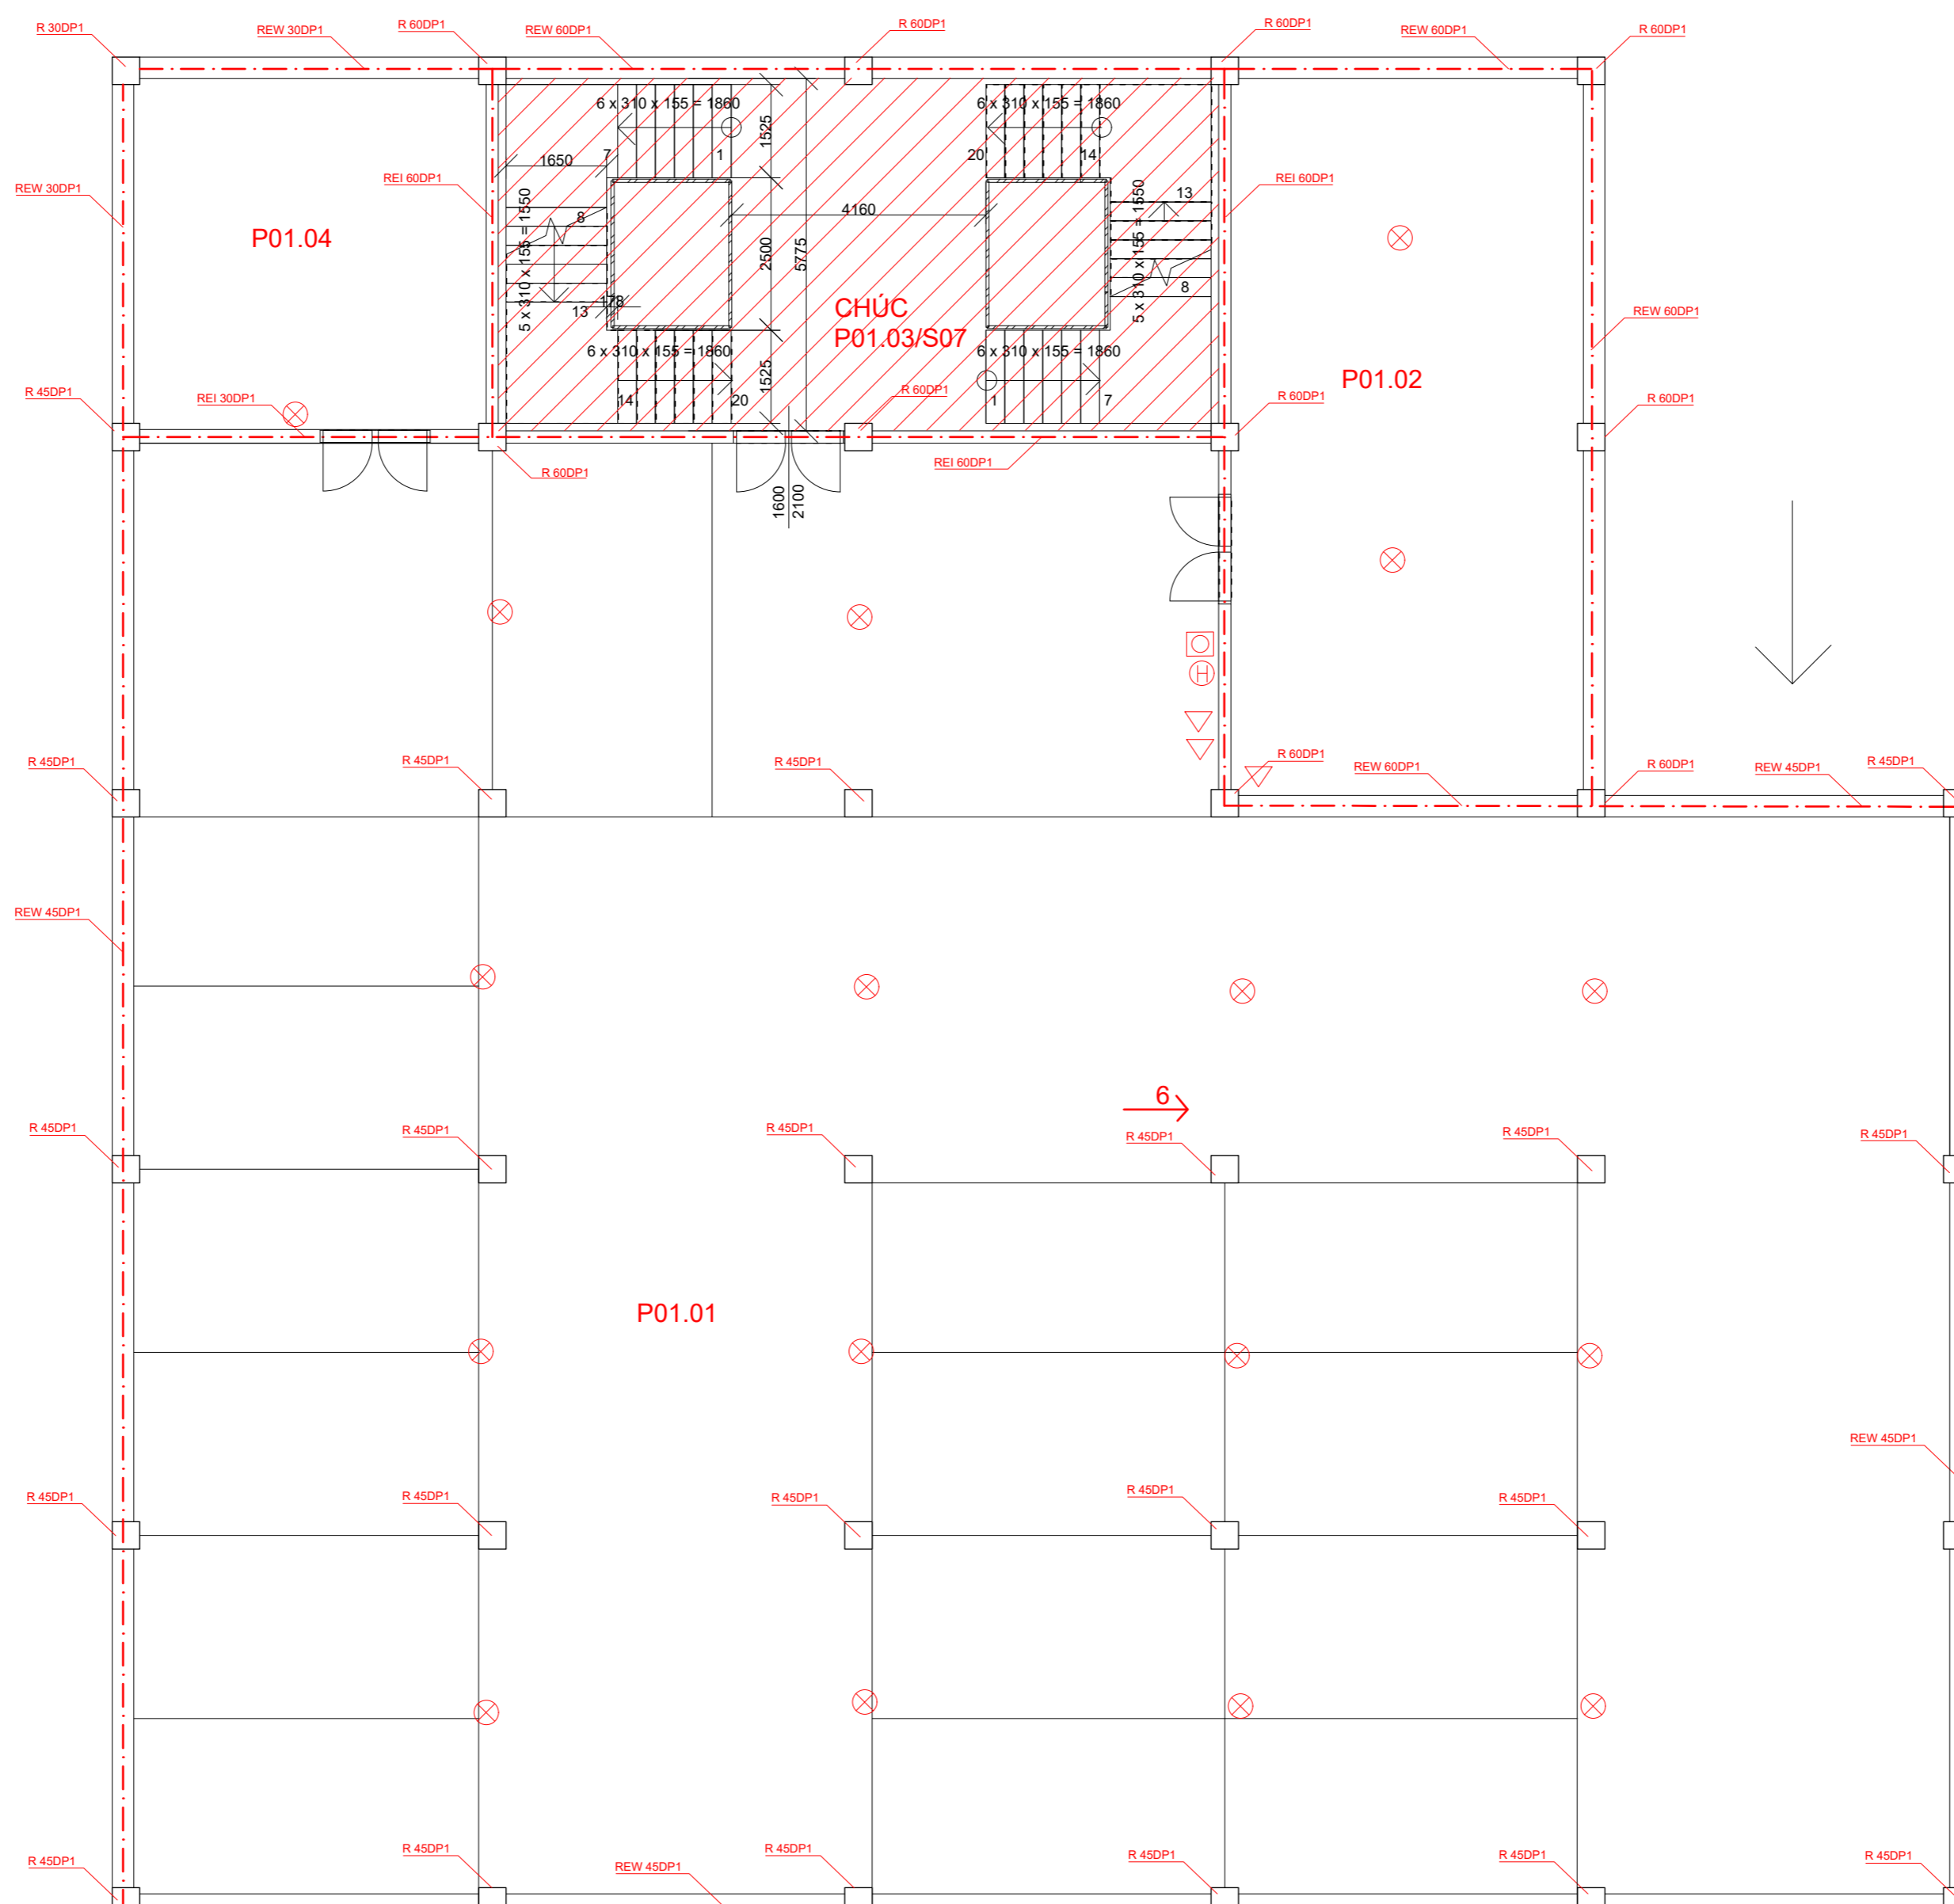 R 30DP1
REW 30DP1
R 60DP1
REW 60DP1
R 60DP1
R 60DP1
REW 60DP1
R 60DP1
6 x 310 x 155 = 1860
6 x 310 x 155 = 1860
1525
1650
7
1
20
14
REW 30DP1
REI 60DP1
REI 60DP1
5 x 310 x 155 = 1550
8
4160
13
5 x 310 x 155 = 1550
P01.04
2500
5775
8
178
13
CHÚC
P01.03/S07
REW 60DP1
6 x 310 x 155 = 1860
6 x 310 x 155 = 1860
P01.02
1525
R 45DP1
REI 30DP1
14
20
R 60DP1
1
7
R 60DP1
R 60DP1
R 60DP1
REI 60DP1
1600
2100
H
R 45DP1
R 45DP1
R 45DP1
R 60DP1
REW 60DP1
R 60DP1
REW 45DP1
R 45DP1
REW 45DP1
6
R 45DP1
R 45DP1
R 45DP1
R 45DP1
R 45DP1
R 45DP1
P01.01
REW 45DP1
R 45DP1
R 45DP1
R 45DP1
R 45DP1
R 45DP1
R 45DP1
R 45DP1
REW 45DP1
R 45DP1
R 45DP1
R 45DP1
R 45DP1